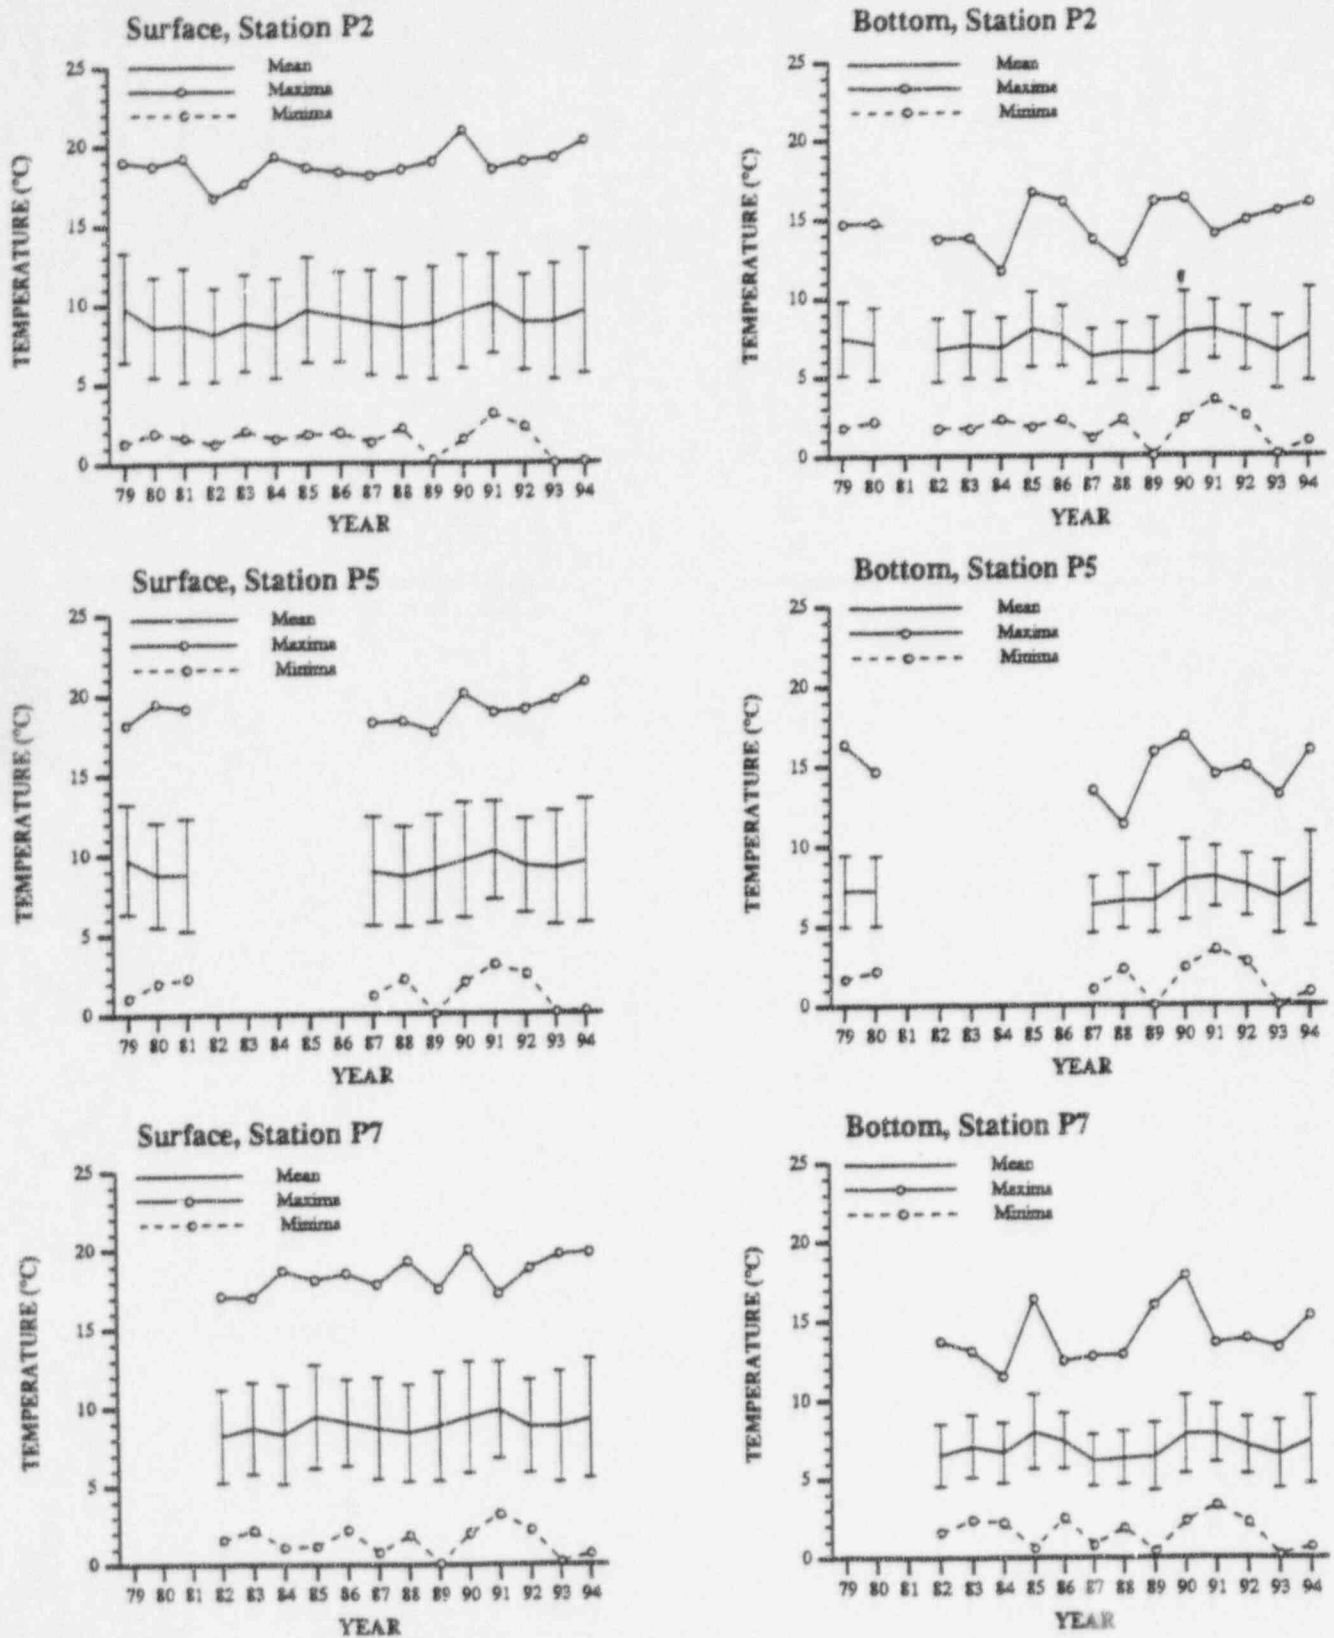 Surface, Station P2
Mean
Maxima
Minima
TEMPERATURE (°C)
25
20
15
10
5
0
79 80 81 82 83 84 85 86 87 88 89 90 91 92 93 94
YEAR
Bottom, Station P2
Mean
Maxima
Minima
TEMPERATURE (°C)
25
20
15
10
5
0
79 80 81 82 83 84 85 86 87 88 89 90 91 92 93 94
YEAR
Surface, Station P5
Mean
Maxima
Minima
TEMPERATURE (°C)
25
20
15
10
5
0
79 80 81 82 83 84 85 86 87 88 89 90 91 92 93 94
YEAR
Bottom, Station P5
Mean
Maxima
Minima
TEMPERATURE (°C)
25
20
15
10
5
0
79 80 81 82 83 84 85 86 87 88 89 90 91 92 93 94
YEAR
Surface, Station P7
Mean
Maxima
Minima
TEMPERATURE (°C)
25
20
15
10
5
0
79 80 81 82 83 84 85 86 87 88 89 90 91 92 93 94
YEAR
Bottom, Station P7
Mean
Maxima
Minima
TEMPERATURE (°C)
25
20
15
10
5
0
79 80 81 82 83 84 85 86 87 88 89 90 91 92 93 94
YEAR